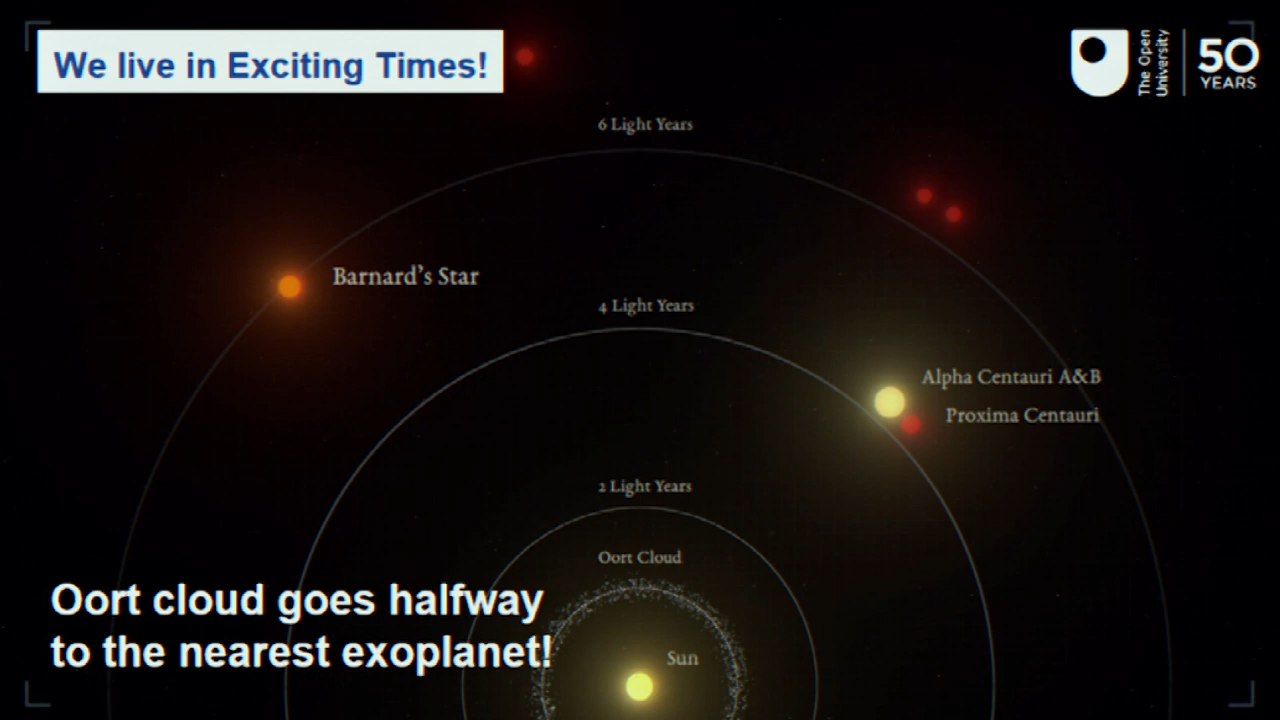 We live in Exciting Times!
The Open
University
50
YEARS
6 Light Years
Barnard's Star
4 Light Years
Alpha Centauri A&B
Proxima Centauri
2 Light Years
Oort Cloud
Oort cloud goes halfway
to the nearest exoplanet!
Sun